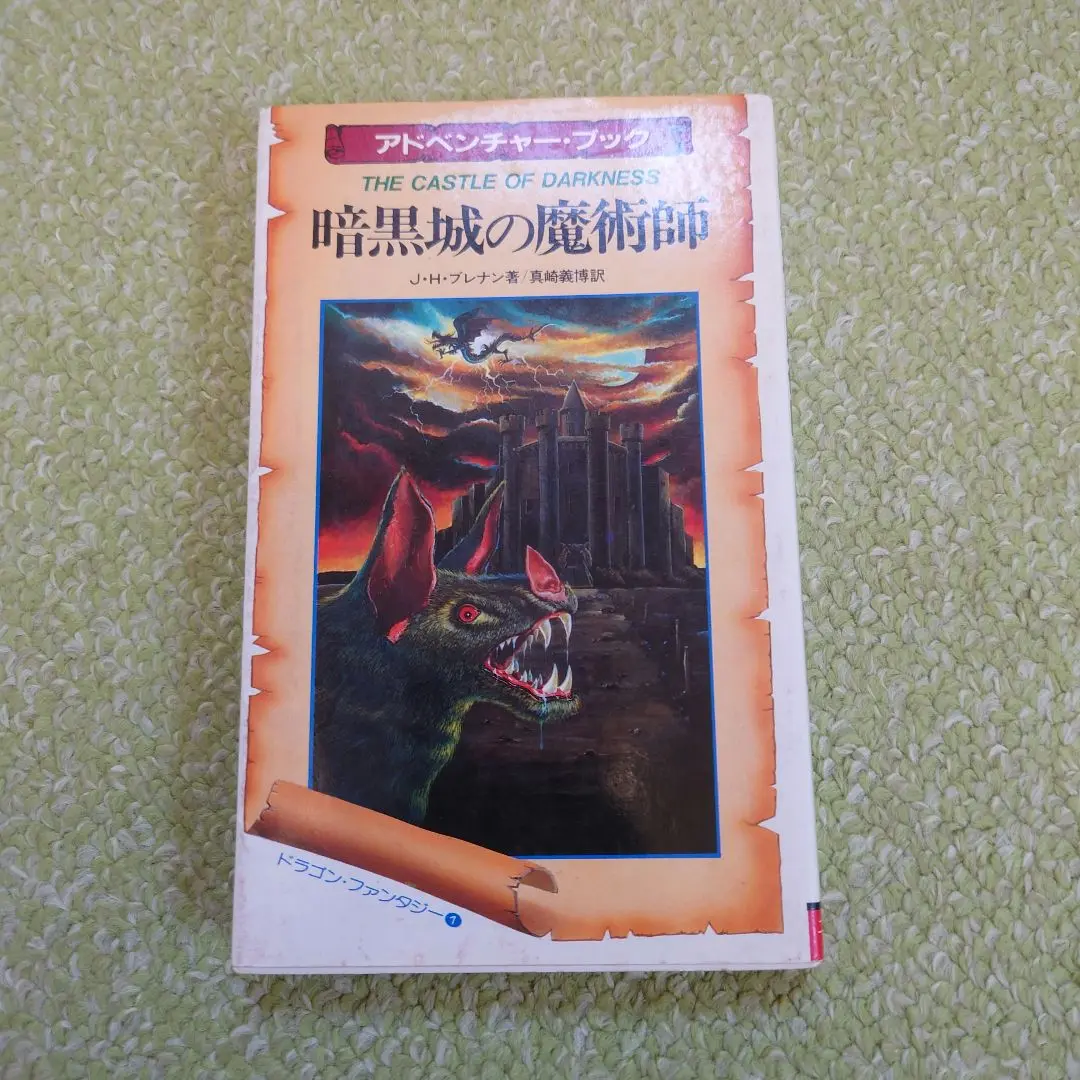 アドベンチャー・ブック
THE CASTLE OF DARKNESS
暗黒城の魔術師
J・H・ブレナン著/真崎義博訳
ドラゴン・ファンタジー1